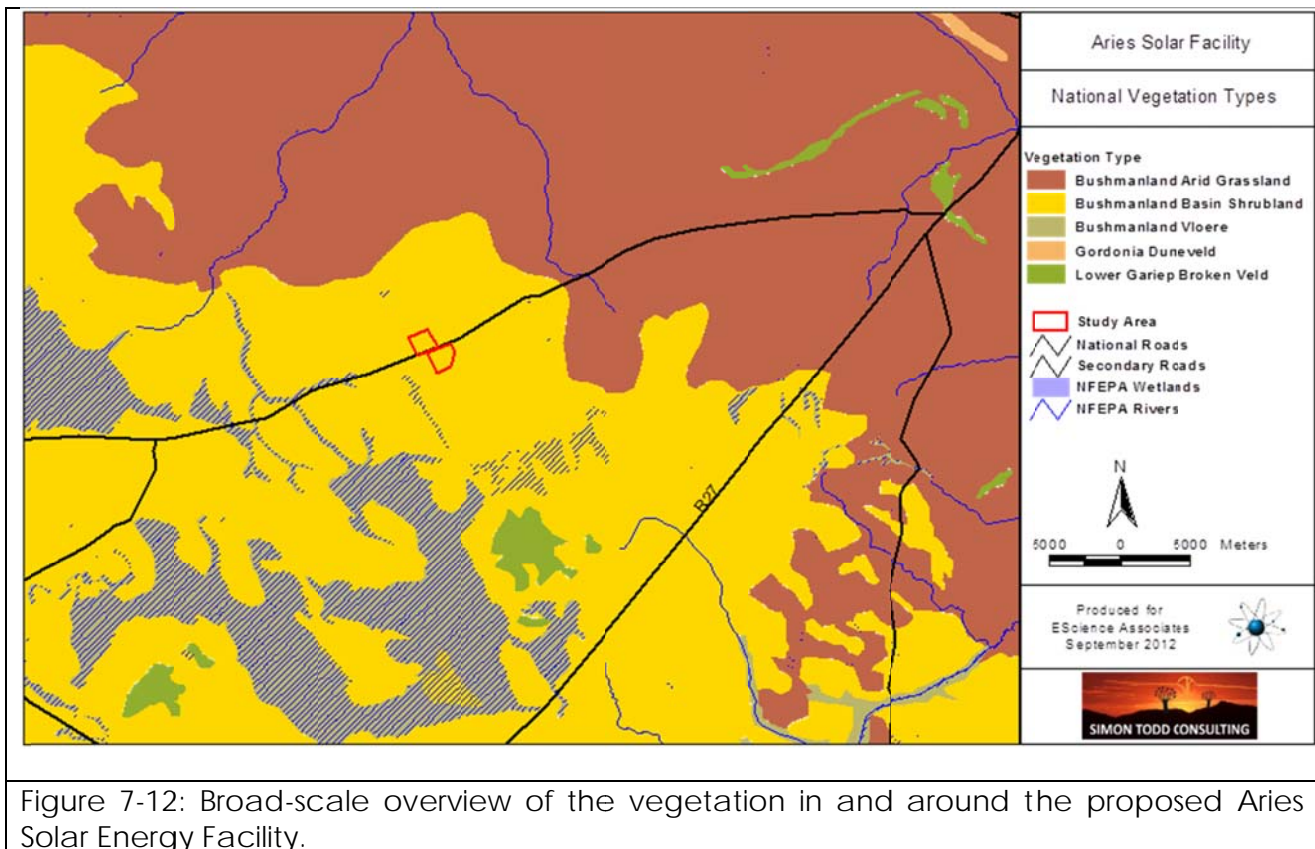 Aries Solar Facility
National Vegetation Types
Vegetation Type
Bushmanland Arid Grassland
Bushmanland Basin Shrubland
Bushmanland Vloere
Gordonia Duneveld
Lower Gariep Broken Veld
Study Area
National Roads
Secondary Roads
NFEPA Wetlands
NFEPA Rivers
N
5000 0 5000 Meters
Produced for
EScience Associates
September 2012
SIMON TODD CONSULTING
R27
Figure 7-12: Broad-scale overview of the vegetation in and around the proposed Aries
Solar Energy Facility.